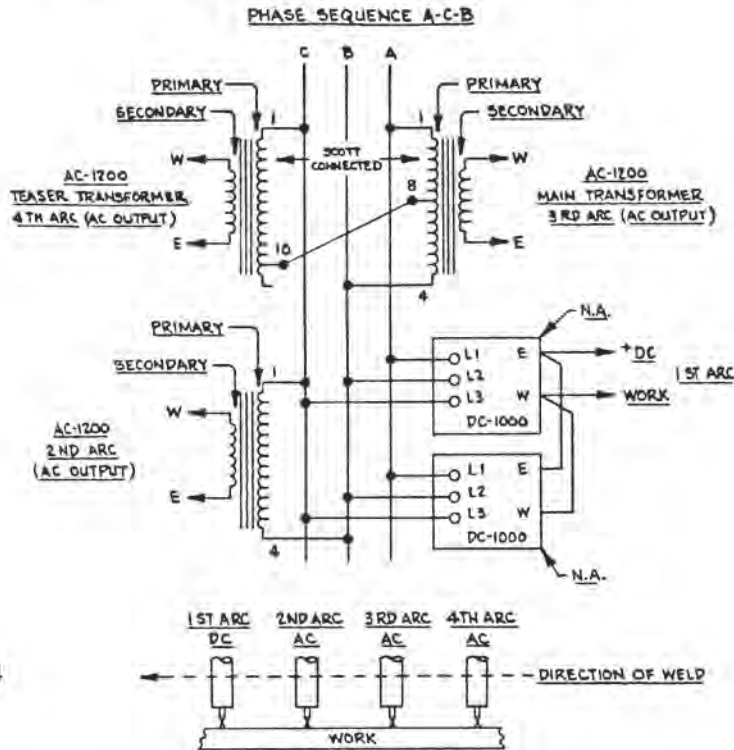 PHASE SEQUENCE A-C-B
C B A
PRIMARY
SECONDARY
1
W
E
10
AC-1200
TEASER TRANSFORMER
4TH ARC (AC OUTPUT)
SCOTT
CONNECTED
PRIMARY
SECONDARY
1
8
4
W
E
AC-1200
MAIN TRANSFORMER
3RD ARC (AC OUTPUT)
PRIMARY
SECONDARY
1
4
W
E
AC-1200
2ND ARC
(AC OUTPUT)
N.A.
L1 E
L2
L3 W
DC-1000
+DC
WORK
1ST ARC
L1 E
L2
L3 W
DC-1000
N.A.
1ST ARC
DC
2ND ARC
AC
3RD ARC
AC
4TH ARC
AC
DIRECTION OF WELD
WORK